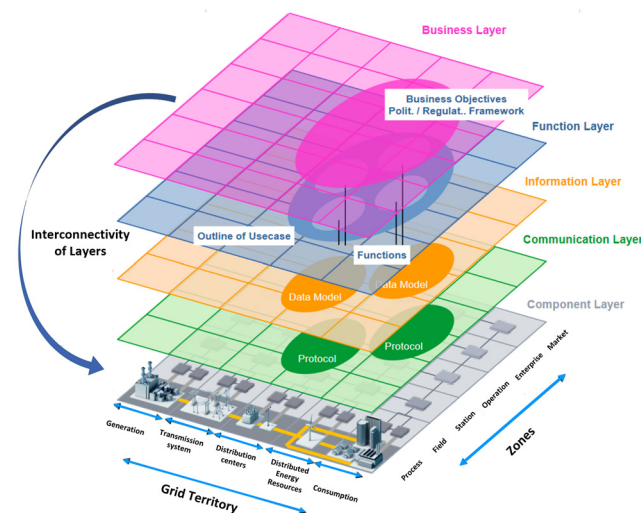 Business Layer
Business Objectives
Polit. / Regulat.. Framework
Function Layer
Information Layer
Interconnectivity
of Layers
Outline of Usecase
Functions
Communication Layer
Data Model
Data Model
Component Layer
Protocol
Protocol
Generation
Transmission
system
Distribution
centers
Distributed
Energy
Resources
Consumption
Process
Field
Station
Operation
Enterprise
Market
Zones
Grid Territory